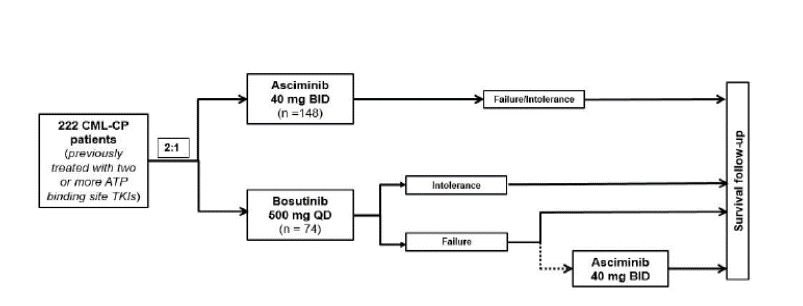 222 CML-CP
patients
(previously
treated with two
or more ATP
binding site TKIs)
2:1
Asciminib
40 mg BID
(n =148)
Failure/Intolerance
Bosutinib
500 mg QD
(n = 74)
Intolerance
Failure
Asciminib
40 mg BID
Survival follow-up